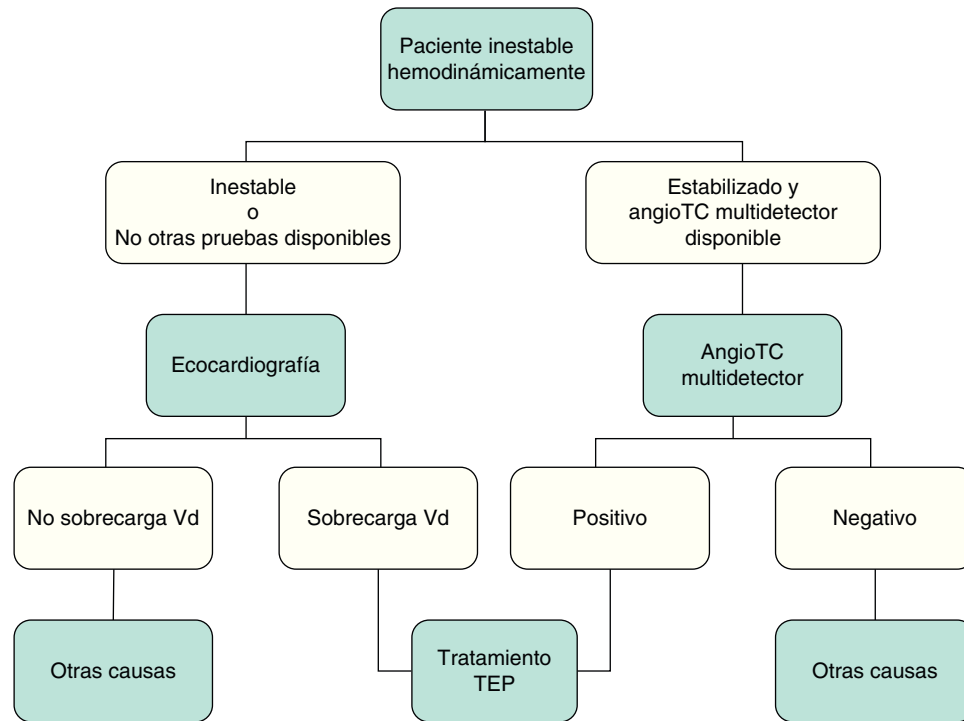 Paciente inestable
hemodinámicamente
Inestable
o
No otras pruebas disponibles
Estabilizado y
angioTC multidetector
disponible
Ecocardiografía
AngioTC
multidetector
No sobrecarga Vd
Sobrecarga Vd
Positivo
Negativo
Otras causas
Tratamiento
TEP
Otras causas